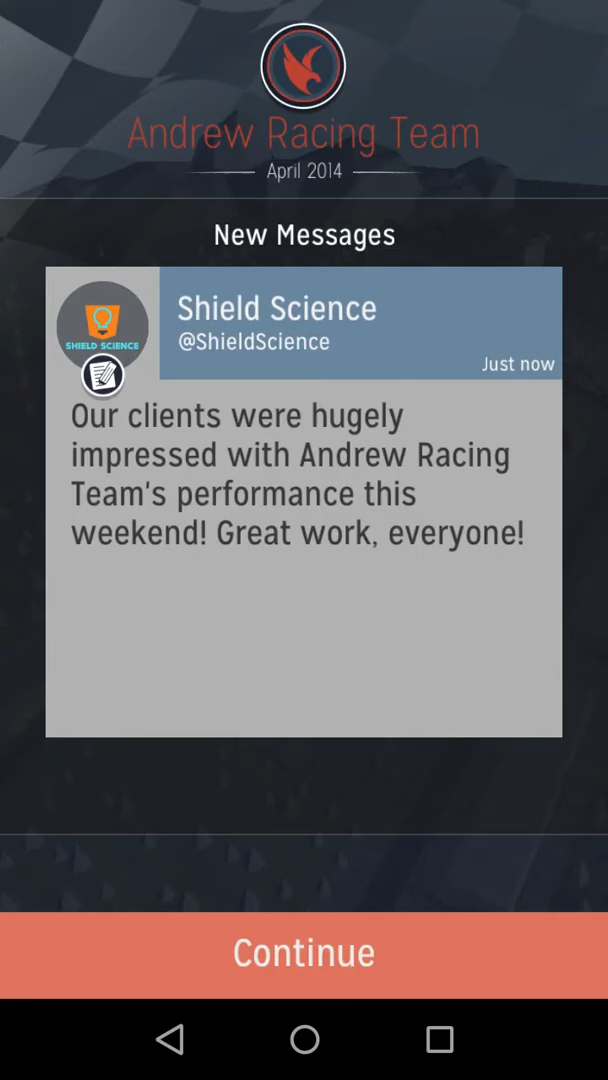 Andrew Racing Team
April 2014
New Messages
SHIELD SCIENCE
Shield Science
@ShieldScience
Just now
Our clients were hugely
impressed with Andrew Racing
Team's performance this
weekend! Great work, everyone!
Continue